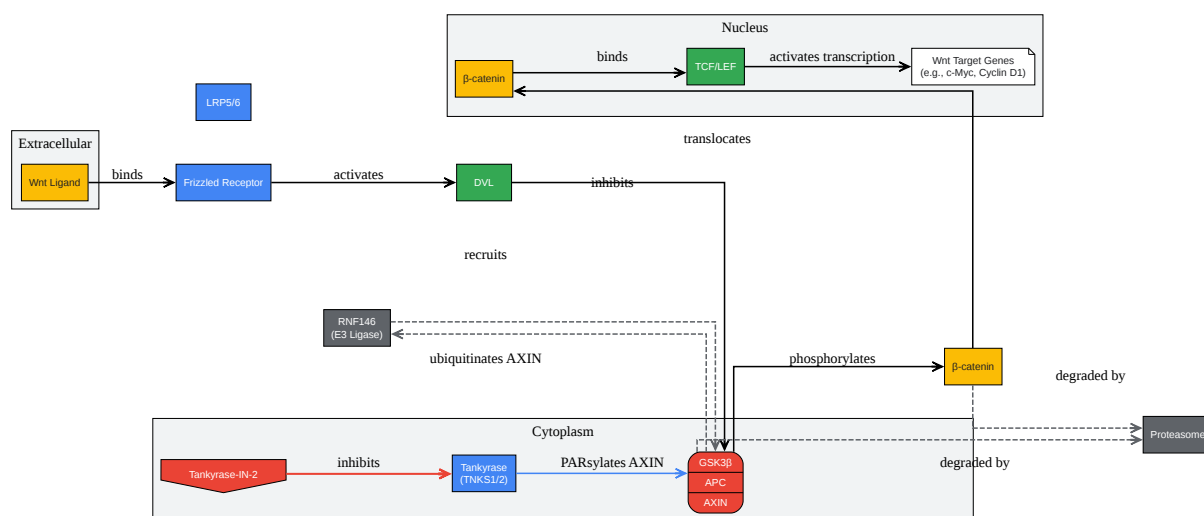 Nucleus
binds
activates transcription
β-catenin
TCF/LEF
Wnt Target Genes
(e.g., c-Myc, Cyclin D1)
LRP5/6
translocates
Extracellular
Wnt Ligand
binds
Frizzled Receptor
activates
DVL
inhibits
recruits
RNF146
(E3 Ligase)
ubiquitinates AXIN
phosphorylates
β-catenin
degraded by
Cytoplasm
Proteasome
Tankyrase-IN-2
inhibits
Tankyrase
(TNKS1/2)
PARsylates AXIN
GSK3β
APC
AXIN
degraded by